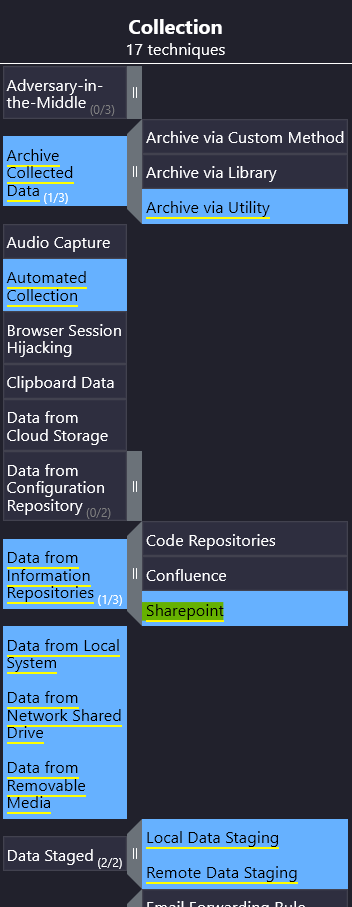 Collection
17 techniques
Adversary-in-
the-Middle (0/3)
Archive
Collected
Data (1/3)
Archive via Custom Method
Archive via Library
Archive via Utility
Audio Capture
Automated
Collection
Browser Session
Hijacking
Clipboard Data
Data from
Cloud Storage
Data from
Configuration
Repository (0/2)
Data from
Information
Repositories (1/3)
Code Repositories
Confluence
Sharepoint
Data from Local
System
Data from
Network Shared
Drive
Data from
Removable
Media
Data Staged (2/2)
Local Data Staging
Remote Data Staging
Email Forwarding Rule